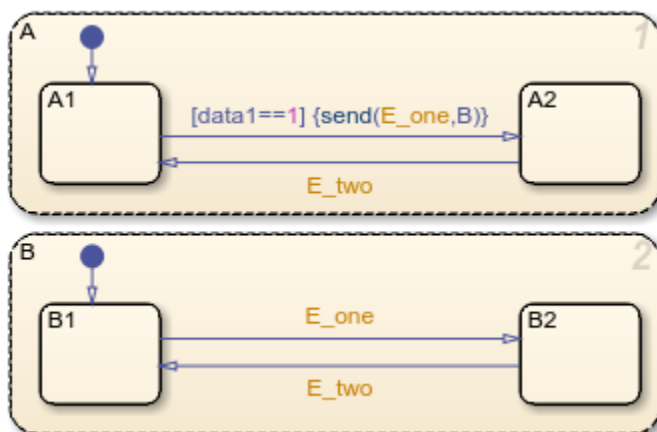 A
1
A1
[data1==1] {send(E_one,B)}
A2
E_two
B
2
B1
E_one
B2
E_two